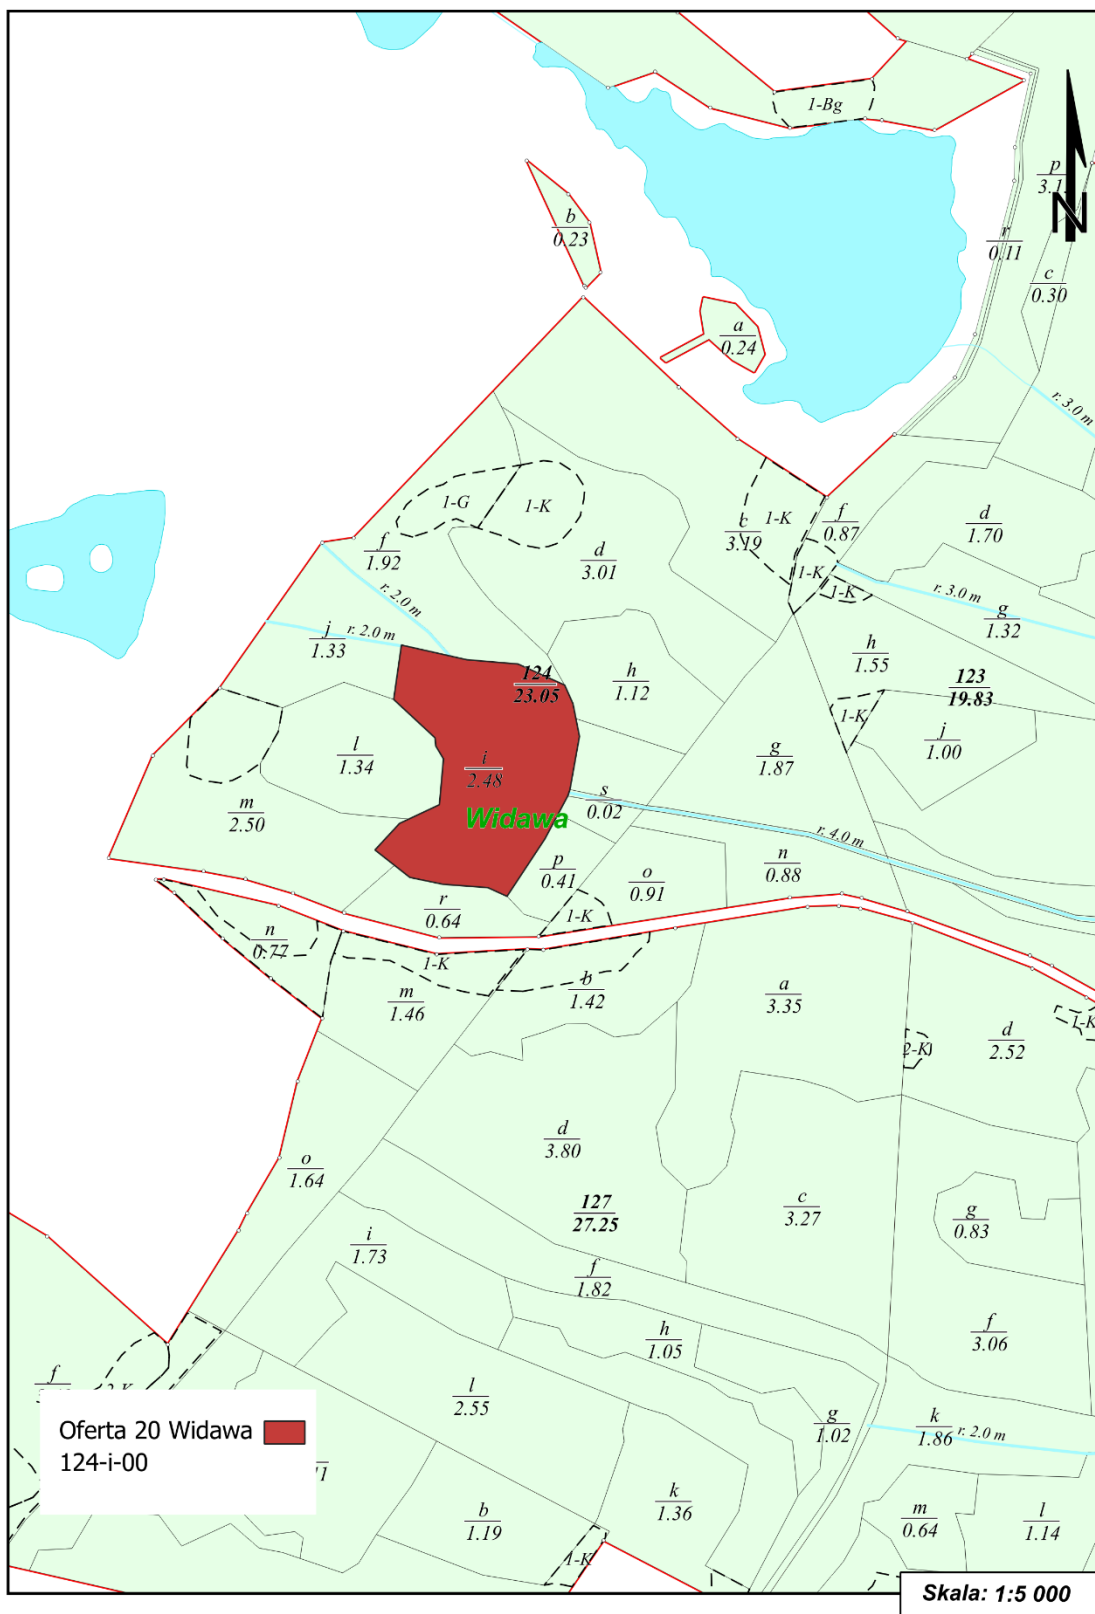 1-Bg
p
b
0.23
r
0.11
c
0.30
a
0.24
r. 3.0 m
1-G
1-K
f
1.92
d
3.01
c
3.19
1-K
f
0.87
d
1.70
1-K
1-K
r. 2.0 m
r. 3.0 m
g
1.32
j
1.33
r. 2.0 m
h
1.55
124
23.05
h
1.12
123
19.83
1-K
j
1.00
l
1.34
i
2.48
g
1.87
s
0.02
m
2.50
Widawa
r. 4.0 m
p
0.41
o
0.91
n
0.88
r
0.64
1-K
n
0.77
1-K
m
1.46
b
1.42
a
3.35
1-K
2-K
d
2.52
d
3.80
o
1.64
c
3.27
127
27.25
g
0.83
i
1.73
f
1.82
f
3.06
h
1.05
f
l
2.55
g
1.02
k
1.86
r. 2.0 m
Oferta 20 Widawa
124-i-00
b
1.19
k
1.36
m
0.64
l
1.14
1-K
N
Skala: 1:5 000